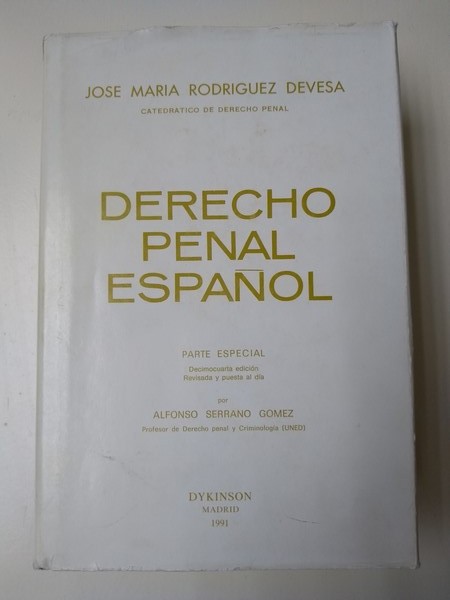 JOSE MARIA RODRIGUEZ DEVESA
CATEDRATICO DE DERECHO PENAL
DERECHO
PENAL
ESPAÑOL
PARTE ESPECIAL
Decimocuarta edición
Revisada y puesta al día
por
ALFONSO SERRANO GOMEZ
Profesor de Derecho penal y Criminología (UNED)
DYKINSON
MADRID
1991